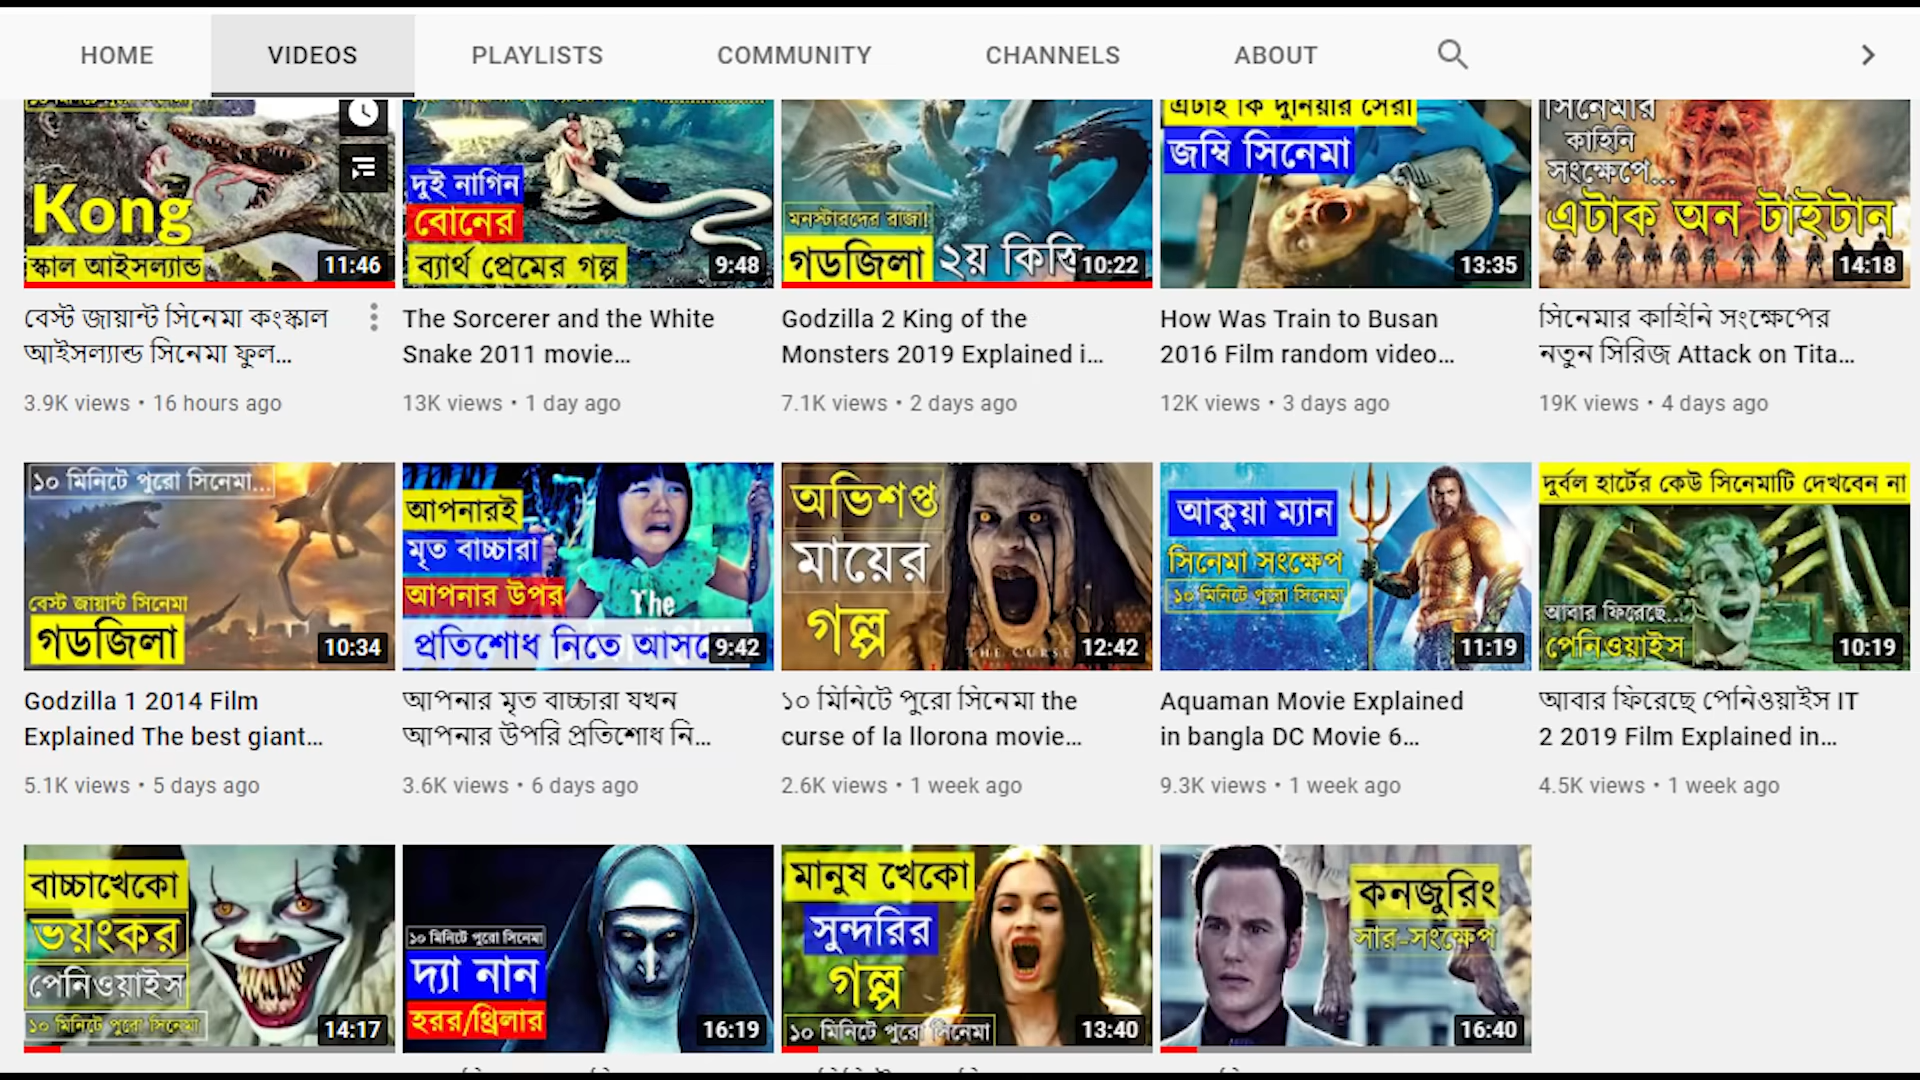 HOME
VIDEOS
PLAYLISTS
COMMUNITY
CHANNELS
ABOUT
Kong
স্কাল আইসল্যান্ড
11:46
দুই নাগিন
বোনের
ব্যার্থ প্রেমের গল্প
9:48
মনস্টারদের রাজা!
গডজিলা ২য় কিস্তি
10:22
এটাই কি দুনিয়ার সেরা
জম্বি সিনেমা
13:35
সিনেমার
কাহিনি
সংক্ষেপে...
এটাক অন টাইটান
14:18
বেস্ট জায়ান্ট সিনেমা কংস্কাল
আইসল্যান্ড সিনেমা ফুল...
3.9K views • 16 hours ago
The Sorcerer and the White
Snake 2011 movie...
13K views • 1 day ago
Godzilla 2 King of the
Monsters 2019 Explained i...
7.1K views • 2 days ago
How Was Train to Busan
2016 Film random video...
12K views • 3 days ago
সিনেমার কাহিনি সংক্ষেপের
নতুন সিরিজ Attack on Tita...
19K views • 4 days ago
১০ মিনিটে পুরো সিনেমা...
বেস্ট জায়ান্ট সিনেমা
গডজিলা
10:34
আপনারই
মৃত বাচ্চারা
আপনার উপর
The
প্রতিশোধ নিতে আসছে
9:42
অভিশপ্ত
মায়ের
গল্প
THE CURSE
12:42
আকুয়া ম্যান
সিনেমা সংক্ষেপ
১০ মিনিটে পুরো সিনেমা
11:19
দুর্বল হার্টের কেউ সিনেমাটি দেখবেন না
আবার ফিরেছে...
পেনিওয়াইস
10:19
Godzilla 1 2014 Film
Explained The best giant...
5.1K views • 5 days ago
আপনার মৃত বাচ্চারা যখন
আপনার উপরি প্রতিশোধ নি...
3.6K views • 6 days ago
১০ মিনিটে পুরো সিনেমা the
curse of la llorona movie...
2.6K views • 1 week ago
Aquaman Movie Explained
in bangla DC Movie 6...
9.3K views • 1 week ago
আবার ফিরেছে পেনিওয়াইস IT
2 2019 Film Explained in...
4.5K views • 1 week ago
বাচ্চাখেকো
ভয়ংকর
পেনিওয়াইস
১০ মিনিটে পুরো সিনেমা
14:17
১০ মিনিটে পুরো সিনেমা
দ্যা নান
হরর/থ্রিলার
16:19
মানুষ খেকো
সুন্দরির
গল্প
১০ মিনিটে পুরো সিনেমা
13:40
কনজুরিং
সার-সংক্ষেপ
16:40